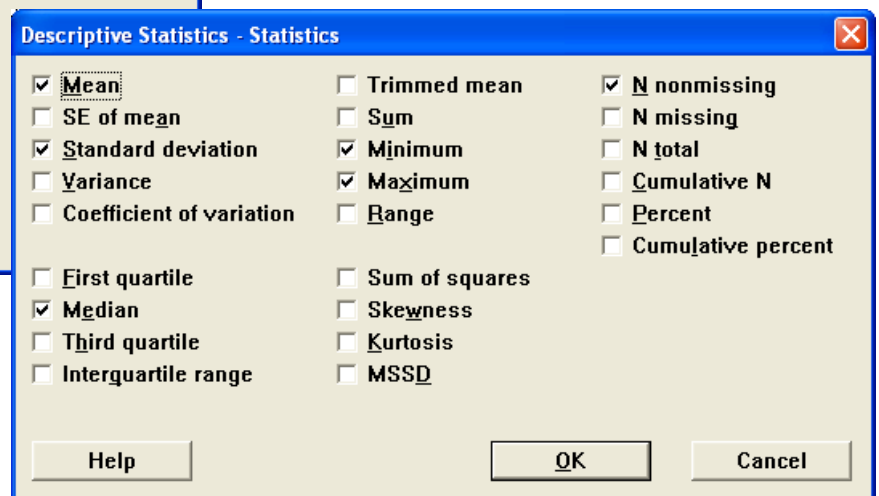 Descriptive Statistics - Statistics
Mean
SE of mean
Standard deviation
Variance
Coefficient of variation
First quartile
Median
Third quartile
Interquartile range
Trimmed mean
Sum
Minimum
Maximum
Range
Sum of squares
Skewness
Kurtosis
MSSD
N nonmissing
N missing
N total
Cumulative N
Percent
Cumulative percent
Help
OK
Cancel